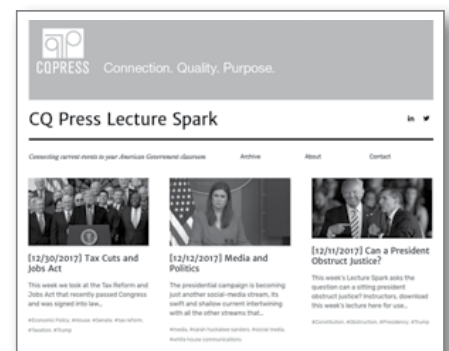 CQPRESS Connection. Quality. Purpose.
CQ Press Lecture Spark
Connecting current events to your American Government classroom Archive About Contact
[12/30/2017] Tax Cuts and
Jobs Act
This week we look at the Tax Reform and
Jobs Act that recently passed Congress
and was signed into law...
#Economic Policy, #House, #Senate, #tax reform,
#Taxation, #Trump
[12/12/2017] Media and
Politics
The presidential campaign is becoming
just another social-media stream, its
swift and shallow current intertwining
with all the other streams that...
#media, #sarah huckabee sanders, #social media,
#white house communications
[12/11/2017] Can a President
Obstruct Justice?
This week's Lecture Spark asks the
question can a sitting president
obstruct justice? Instructors, download
this week's lecture here for use...
#Constitution, #Obstruction, #Presidency, #Trump